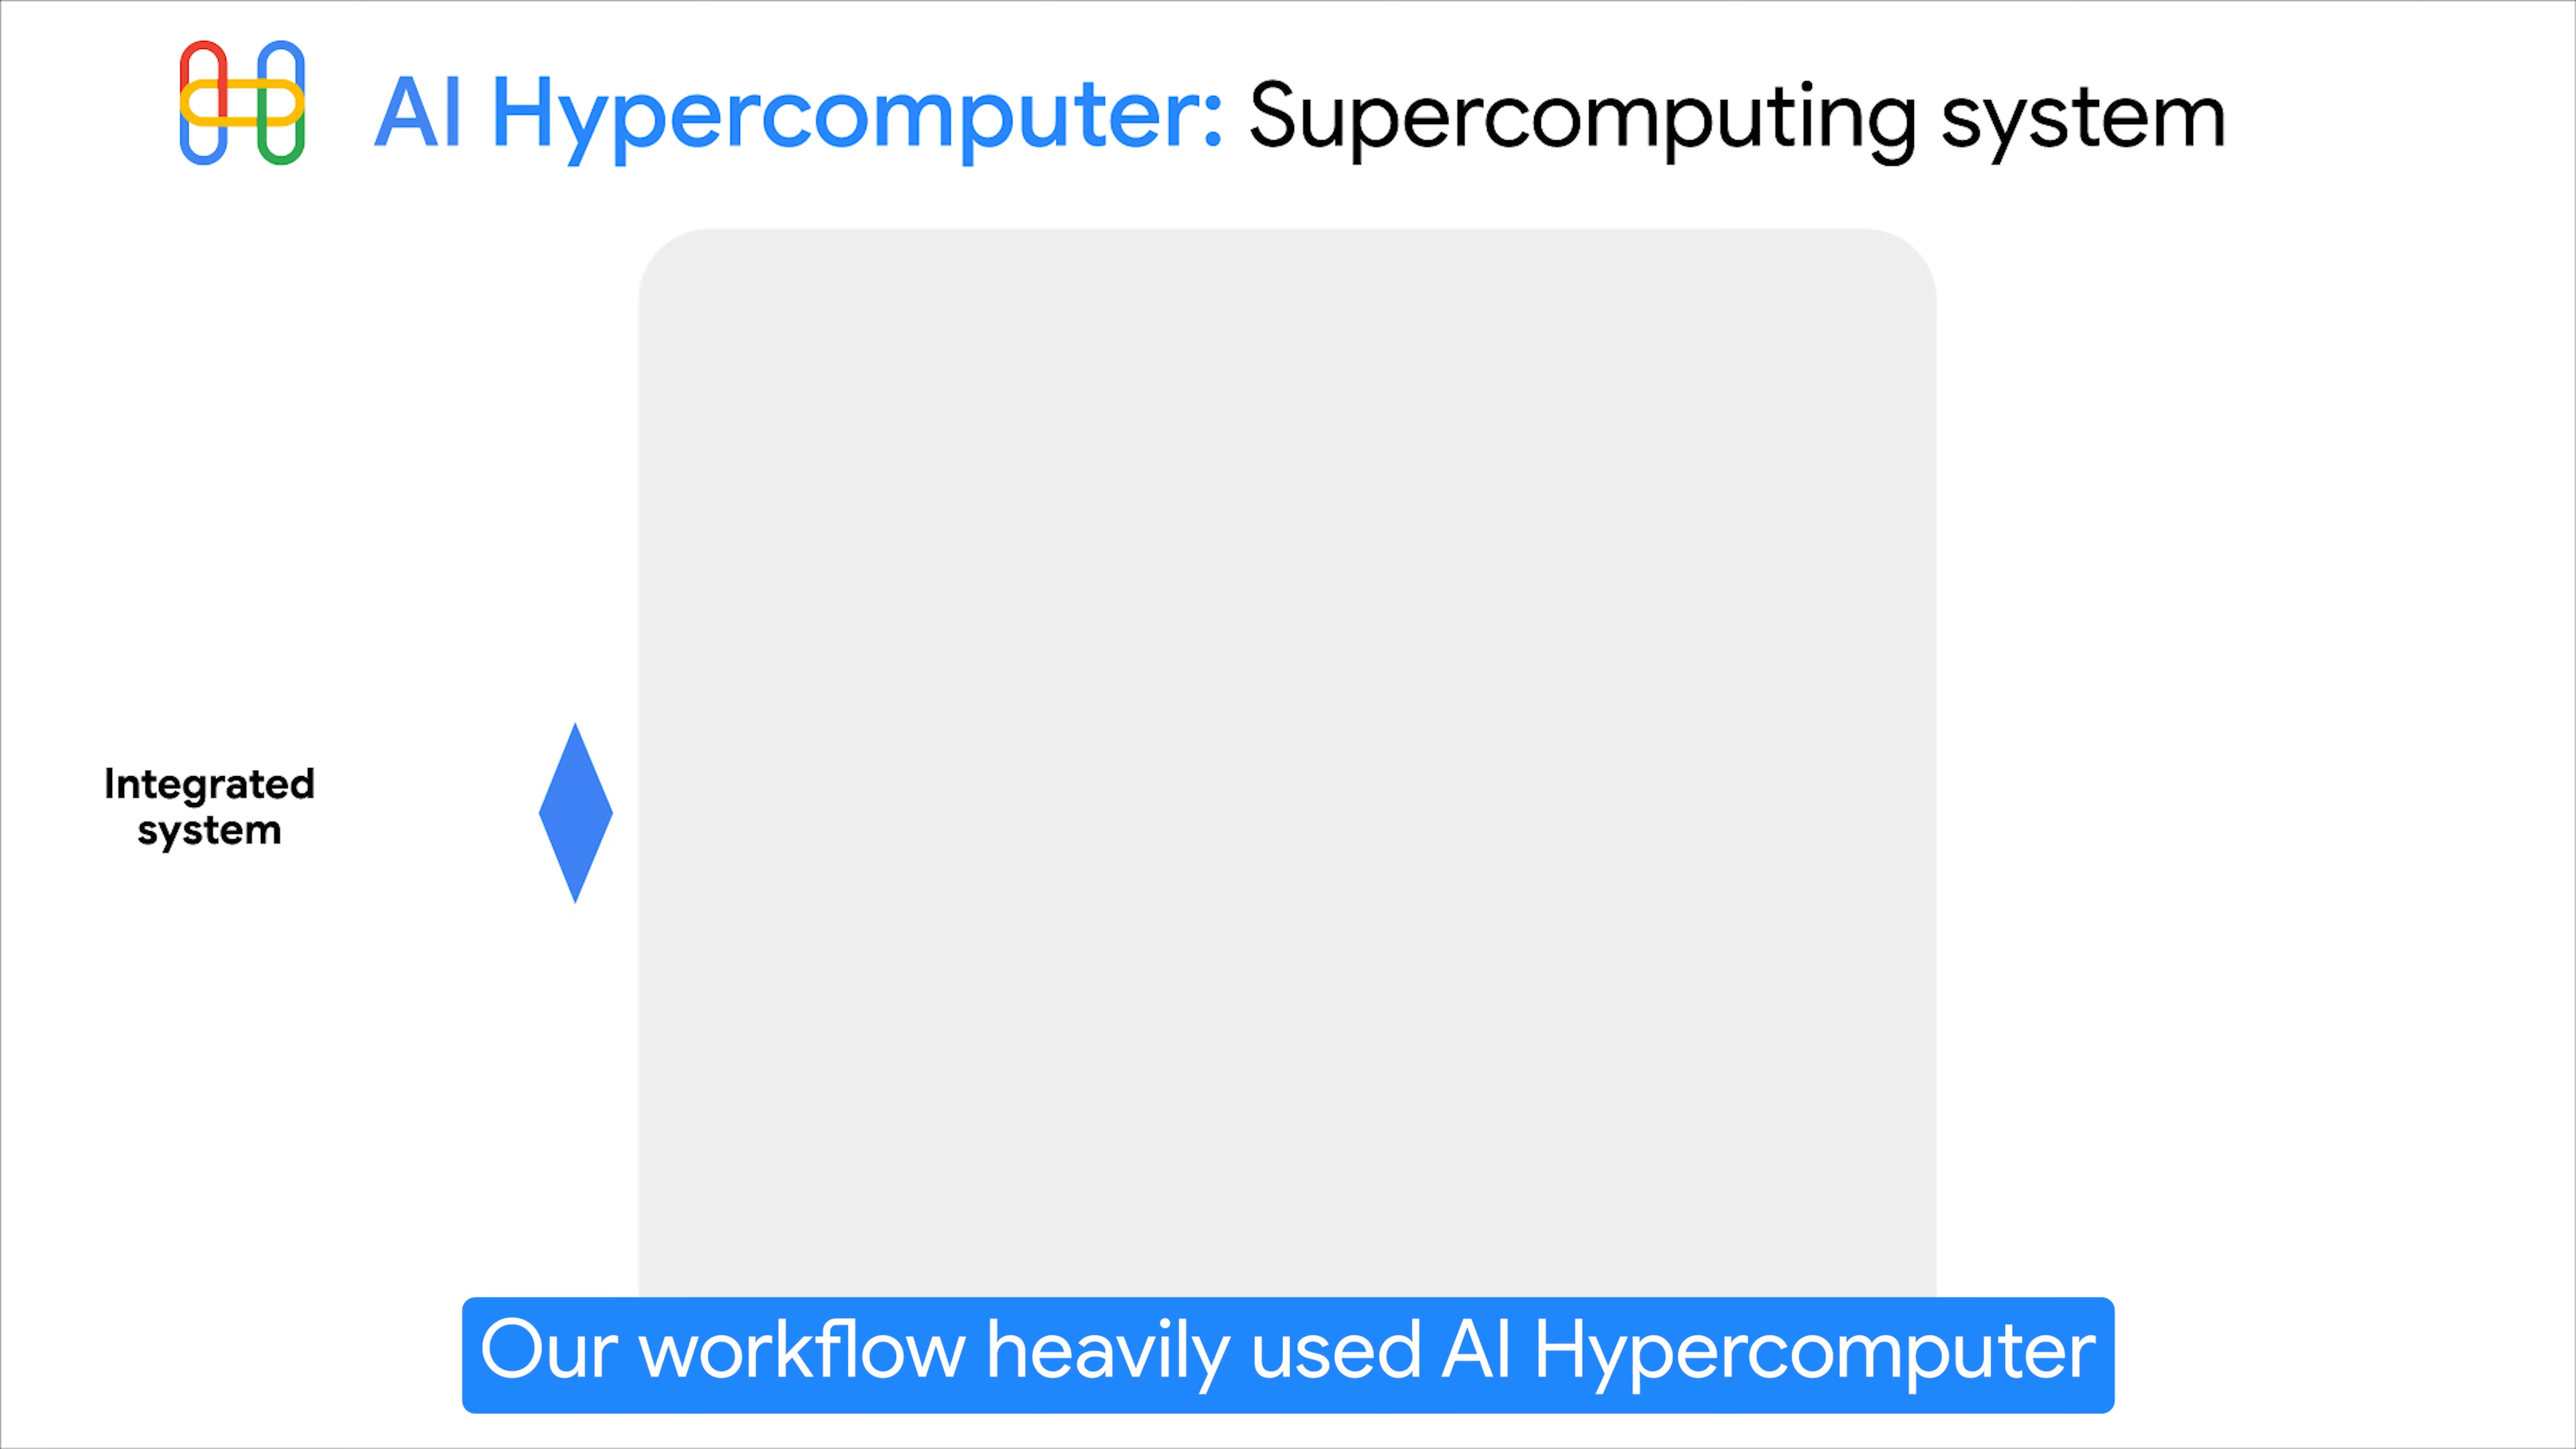 AI Hypercomputer: Supercomputing system
Integrated
system
Our workflow heavily used AI Hypercomputer